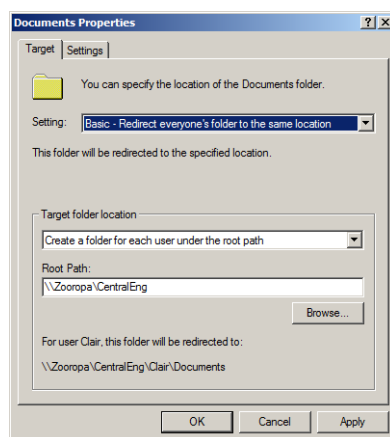 Documents Properties
Target
Settings
You can specify the location of the Documents folder.
Setting:
Basic - Redirect everyone's folder to the same location
This folder will be redirected to the specified location.
Target folder location
Create a folder for each user under the root path
Root Path:
\\Zooropa\CentralEng
Browse...
For user Clair, this folder will be redirected to:
\\Zooropa\CentralEng\Clair\Documents
OK
Cancel
Apply